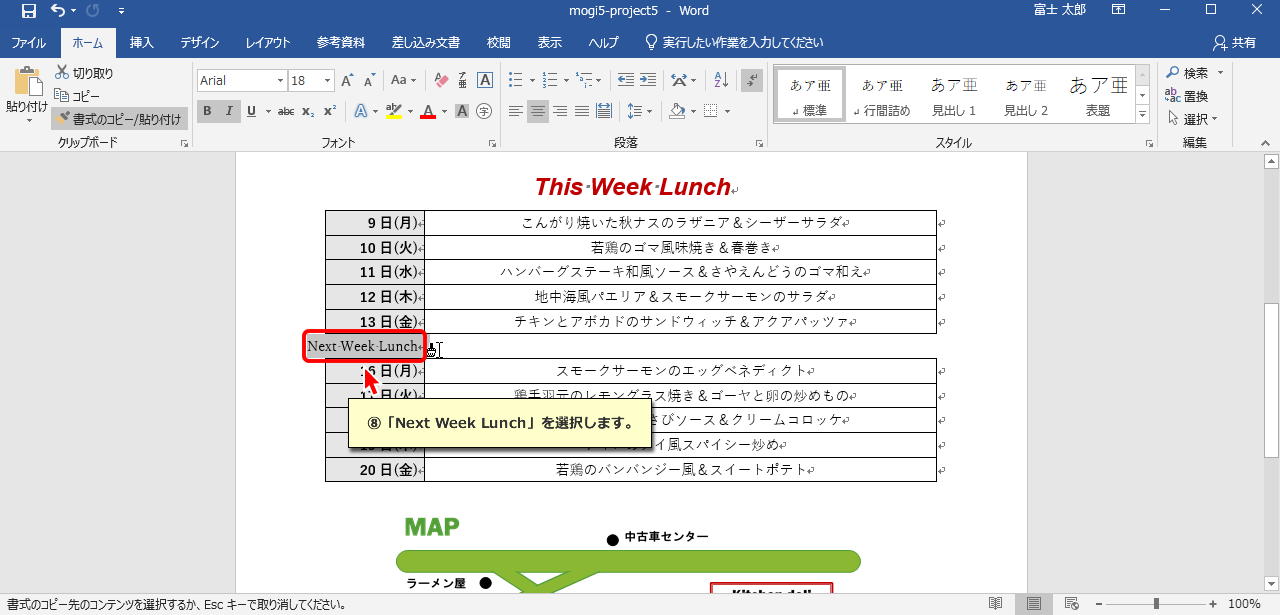 mogi5-project5 - Word
富士 太郎
ファイル
ホーム
挿入
デザイン
レイアウト
参考資料
差し込み文書
校閲
表示
ヘルプ
実行したい作業を入力してください
共有
貼り付け
切り取り
コピー
書式のコピー/貼り付け
クリップボード
Arial
18
フォント
段落
あア亜
標準
あア亜
行間詰め
あア亜
見出し 1
あア亜
見出し 2
あア亜
表題
スタイル
検索
置換
選択
編集
This Week Lunch
9 日(月) こんがり焼いた秋ナスのラザニア＆シーザーサラダ
10 日(火) 若鶏のゴマ風味焼き＆春巻き
11 日(水) ハンバーグステーキ和風ソース＆さやえんどうのゴマ和え
12 日(木) 地中海風パエリア＆スモークサーモンのサラダ
13 日(金) チキンとアボカドのサンドウィッチ＆アクアパッツァ
Next Week Lunch
16 日(月) スモークサーモンのエッグベネディクト
鶏手羽元のレモングラス焼き＆ゴーヤと卵の炒めもの
さびソース＆クリームコロッケ
イ風スパイシー炒め
20 日(金) 若鶏のバンバンジー風＆スイートポテト
⑧「Next Week Lunch」を選択します。
MAP
中古車センター
ラーメン屋
Kitchen deli
書式のコピー先のコンテンツを選択するか、Esc キーで取り消してください。
100%